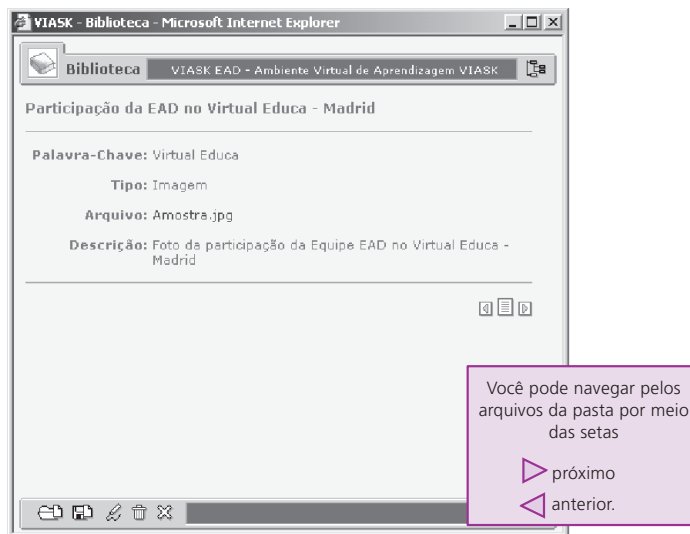 VIASK - Biblioteca - Microsoft Internet Explorer
Biblioteca VIASK EAD - Ambiente Virtual de Aprendizagem VIASK
Participação da EAD no Virtual Educa - Madrid
Palavra-Chave: Virtual Educa
Tipo: Imagem
Arquivo: Amostra.jpg
Descrição: Foto da participação da Equipe EAD no Virtual Educa -
Madrid
Você pode navegar pelos
arquivos da pasta por meio
das setas
próximo
anterior.